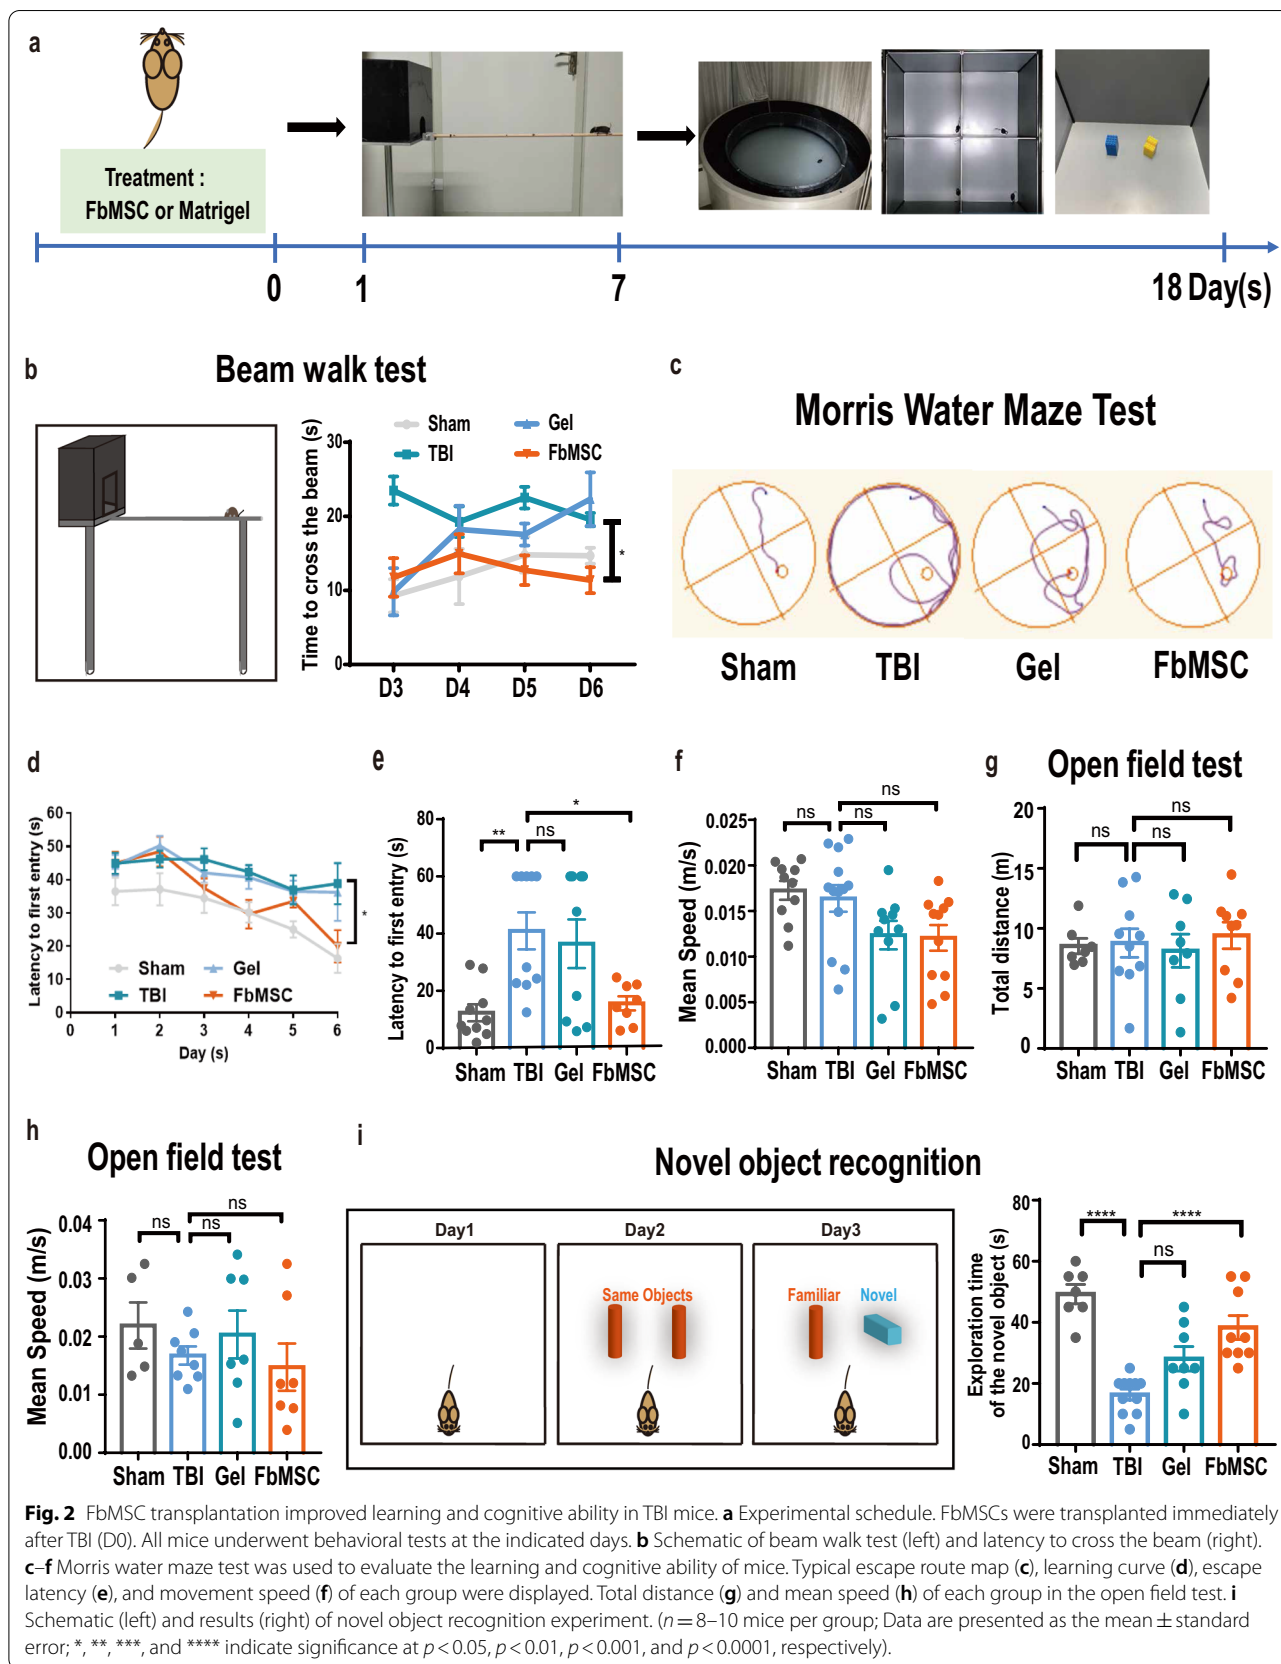 a
Treatment :
FbMSC or Matrigel
0
1
7
18 Day(s)
b
Beam walk test
Sham
Gel
TBI
FbMSC
Time to cross the beam (s)
30
20
10
0
*
D3
D4
D5
D6
c
Morris Water Maze Test
Sham
TBI
Gel
FbMSC
d
Latency to first entry (s)
60
50
40
30
20
10
0
*
Sham
Gel
TBI
FbMSC
0
1
2
3
4
5
6
Day (s)
e
Latency to first entry (s)
80
60
40
20
0
**
ns
*
Sham
TBI
Gel
FbMSC
f
Mean Speed (m/s)
0.025
0.020
0.015
0.010
0.005
0.000
ns
ns
ns
Sham
TBI
Gel
FbMSC
g
Open field test
Total distance (m)
20
15
10
5
0
ns
ns
ns
Sham
TBI
Gel
FbMSC
h
Open field test
Mean Speed (m/s)
0.04
0.03
0.02
0.01
0.00
ns
ns
ns
Sham
TBI
Gel
FbMSC
i
Novel object recognition
Day1
Day2
Day3
Same Objects
Familiar
Novel
Exploration time
of the novel object (s)
80
60
40
20
0
****
ns
****
Sham
TBI
Gel
FbMSC
Fig. 2 FbMSC transplantation improved learning and cognitive ability in TBI mice. a Experimental schedule. FbMSCs were transplanted immediately
after TBI (D0). All mice underwent behavioral tests at the indicated days. b Schematic of beam walk test (left) and latency to cross the beam (right).
c–f Morris water maze test was used to evaluate the learning and cognitive ability of mice. Typical escape route map (c), learning curve (d), escape
latency (e), and movement speed (f) of each group were displayed. Total distance (g) and mean speed (h) of each group in the open field test. i
Schematic (left) and results (right) of novel object recognition experiment. (n = 8–10 mice per group; Data are presented as the mean ± standard
error; *, **, ***, and **** indicate significance at p < 0.05, p < 0.01, p < 0.001, and p < 0.0001, respectively).